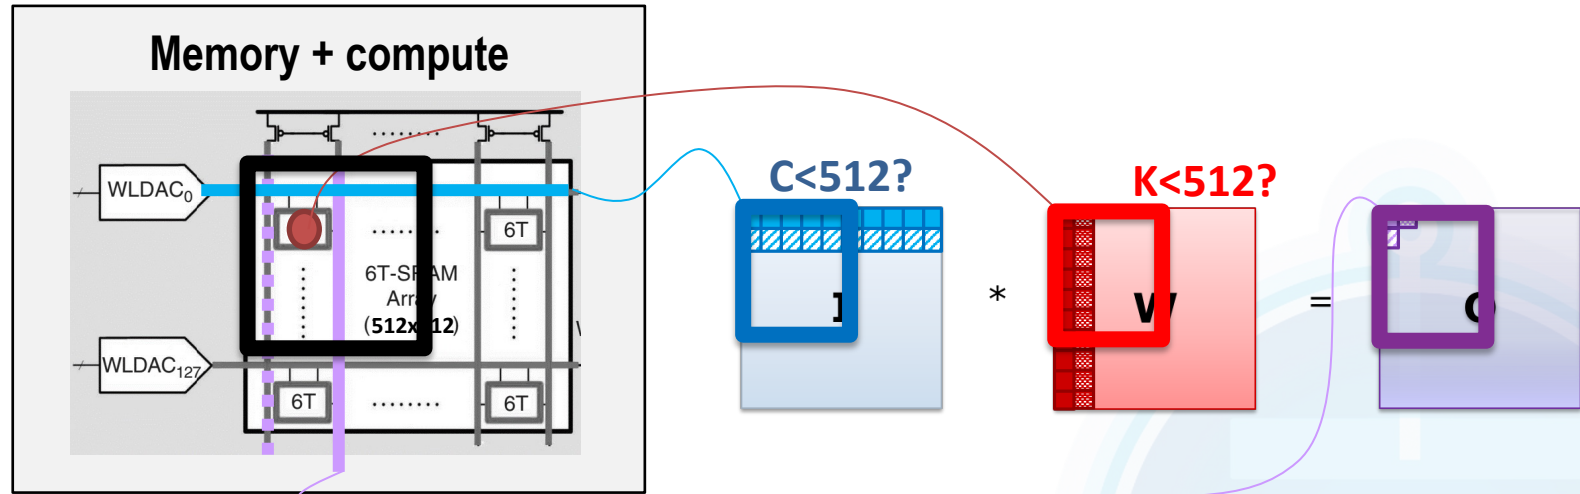 Memory + compute
WLDAC0
6T
6T-SRAM
Array
(512x512)
WLDAC127
6T
6T
C<512?
K<512?
I
*
W
=
O